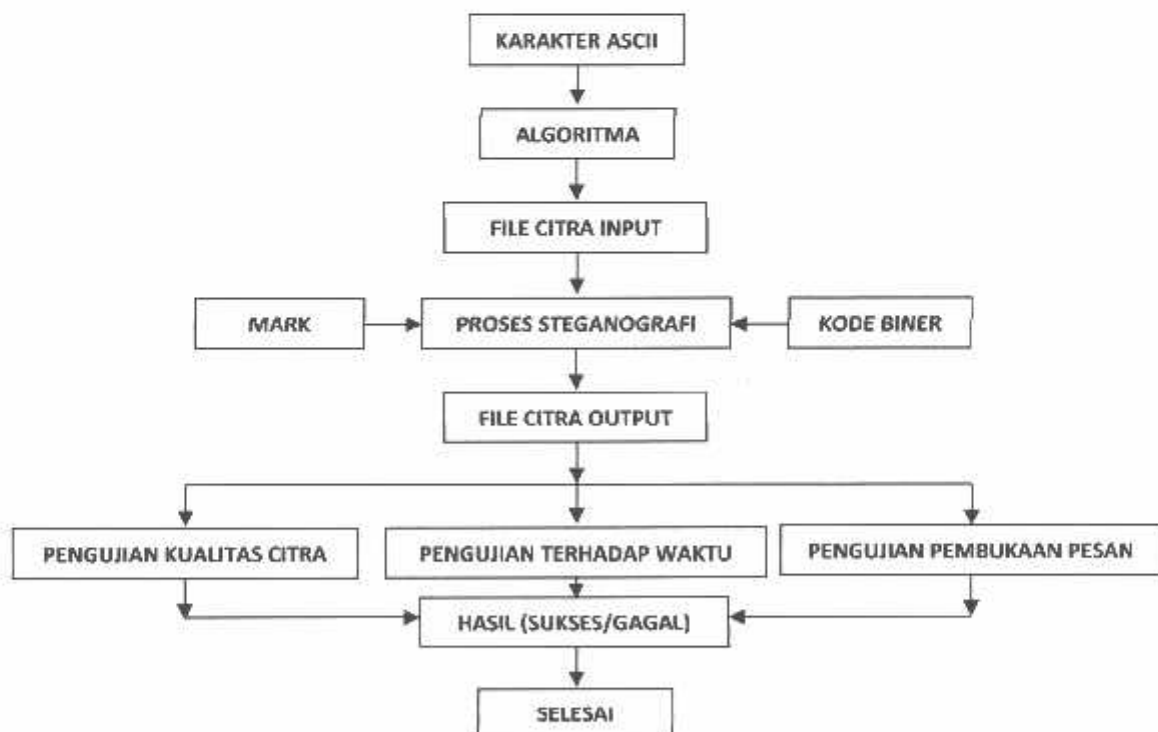 KARAKTER ASCII
ALGORITMA
FILE CITRA INPUT
MARK
PROSES STEGANOGRAFI
KODE BINER
FILE CITRA OUTPUT
PENGUJIAN KUALITAS CITRA
PENGUJIAN TERHADAP WAKTU
PENGUJIAN PEMBUKAAN PESAN
HASIL (SUKSES/GAGAL)
SELESAI